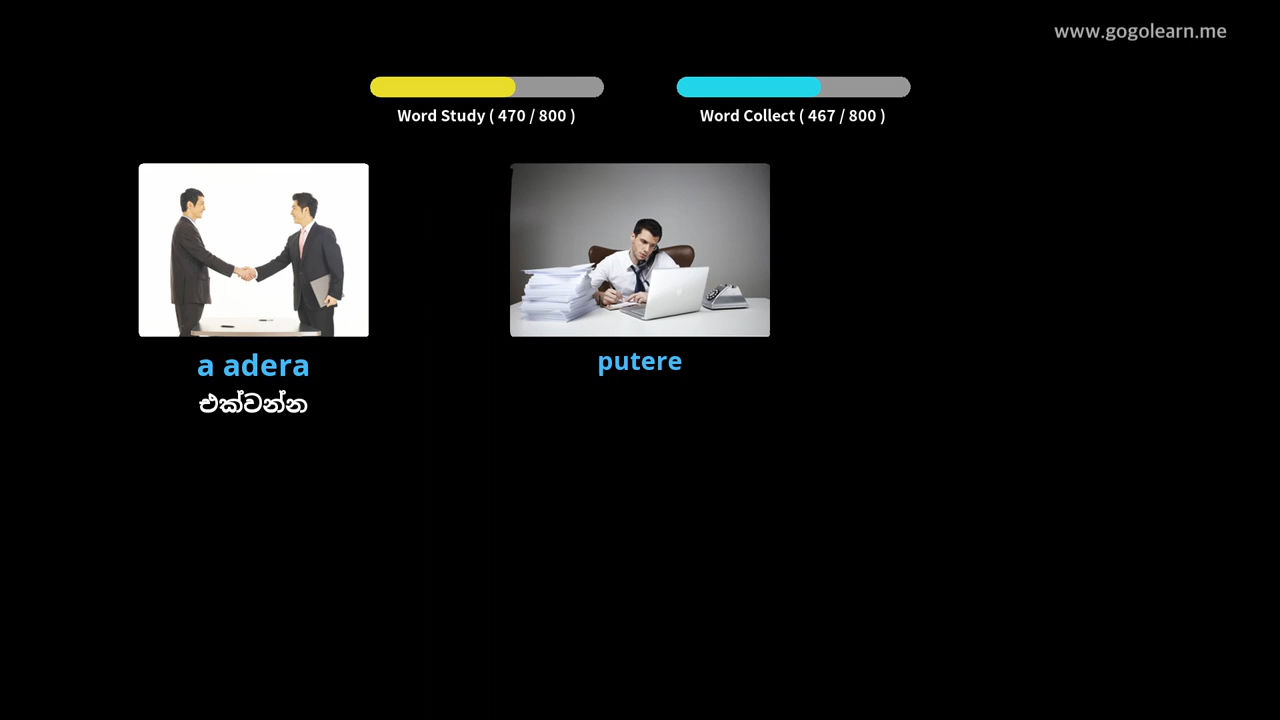 www.gogolearn.me
Word Study ( 470 / 800 )
Word Collect ( 467 / 800 )
a adera
එක්වන්න
putere